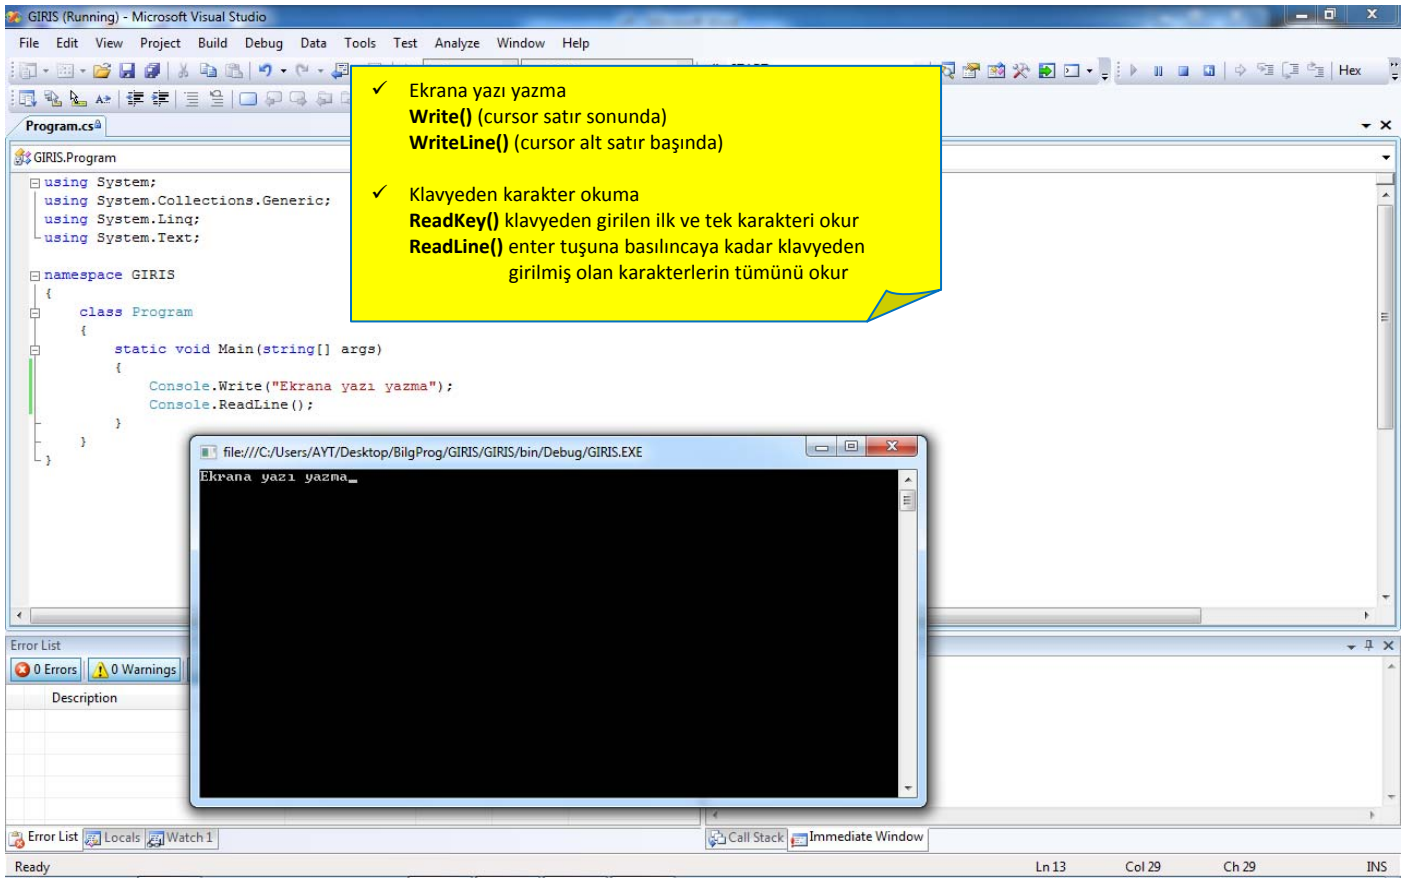 GIRIS (Running) - Microsoft Visual Studio
File Edit View Project Build Debug Data Tools Test Analyze Window Help
Hex
Program.cs
GIRIS.Program
✓ Ekrana yazı yazma
Write() (cursor satır sonunda)
WriteLine() (cursor alt satır başında)
✓ Klavyeden karakter okuma
ReadKey() klavyeden girilen ilk ve tek karakteri okur
ReadLine() enter tuşuna basılıncaya kadar klavyeden
girilmiş olan karakterlerin tümünü okur
using System;
using System.Collections.Generic;
using System.Linq;
using System.Text;
namespace GIRIS
{
class Program
{
static void Main(string[] args)
{
Console.Write("Ekrana yazı yazma");
Console.ReadLine();
}
}
}
file:///C:/Users/AYT/Desktop/BilgProg/GIRIS/GIRIS/bin/Debug/GIRIS.EXE
Ekrana yazı yazma_
Error List
0 Errors 0 Warnings
Description
Error List Locals Watch 1 Call Stack Immediate Window
Ready Ln 13 Col 29 Ch 29 INS